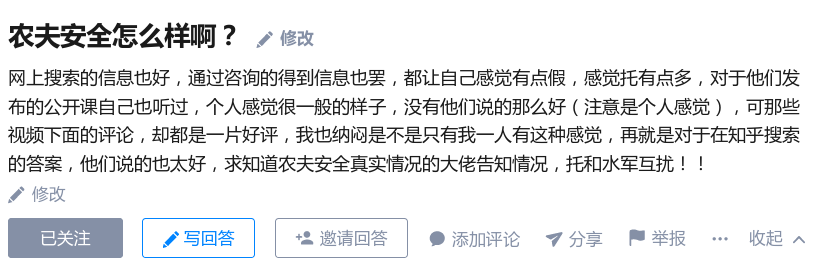 农夫安全怎么样啊？ 修改
网上搜索的信息也好，通过咨询的得到信息也罢，都让自己感觉有点假，感觉托有点多，对于他们发
布的公开课自己也听过，个人感觉很一般的样子，没有他们说的那么好（注意是个人感觉），可那些
视频下面的评论，却都是一片好评，我也纳闷是不是只有我一人有这种感觉，再就是对于在知乎搜索
的答案，他们说的也太好，求知道农夫安全真实情况的大佬告知情况，托和水军互扰！！
修改
已关注 写回答 邀请回答 添加评论 分享 举报 ··· 收起